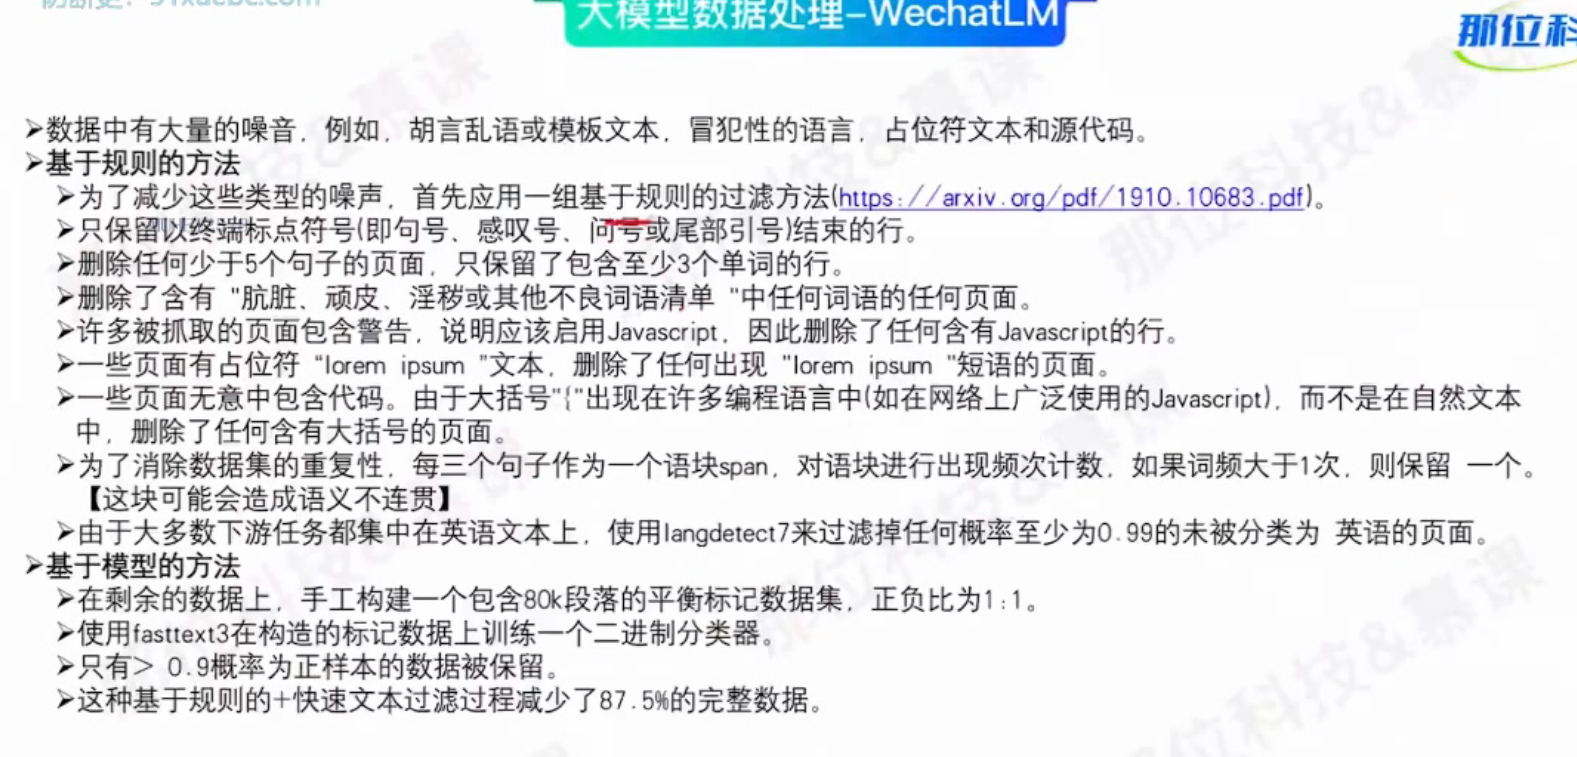 大模型数据处理-WechatLM
那位科
➢数据中有大量的噪音，例如，胡言乱语或模板文本，冒犯性的语言，占位符文本和源代码。
➢基于规则的方法
➢为了减少这些类型的噪声，首先应用一组基于规则的过滤方法(https://arxiv.org/pdf/1910.10683.pdf)。
➢只保留以终端标点符号(即句号、感叹号、问号或尾部引号)结束的行。
➢删除任何少于5个句子的页面，只保留了包含至少3个单词的行。
➢删除了含有 "肮脏、顽皮、淫秽或其他不良词语清单 "中任何词语的任何页面。
➢许多被抓取的页面包含警告，说明应该启用Javascript，因此删除了任何含有Javascript的行。
➢一些页面有占位符 “lorem ipsum ”文本，删除了任何出现 "lorem ipsum "短语的页面。
➢一些页面无意中包含代码。由于大括号"{"出现在许多编程语言中(如在网络上广泛使用的Javascript)，而不是在自然文本
中，删除了任何含有大括号的页面。
➢为了消除数据集的重复性，每三个句子作为一个语块span，对语块进行出现频次计数，如果词频大于1次，则保留 一个。
【这块可能会造成语义不连贯】
➢由于大多数下游任务都集中在英语文本上，使用langdetect7来过滤掉任何概率至少为0.99的未被分类为 英语的页面。
➢基于模型的方法
➢在剩余的数据上，手工构建一个包含80k段落的平衡标记数据集，正负比为1:1。
➢使用fasttext3在构造的标记数据上训练一个二进制分类器。
➢只有> 0.9概率为正样本的数据被保留。
➢这种基于规则的+快速文本过滤过程减少了87.5%的完整数据。